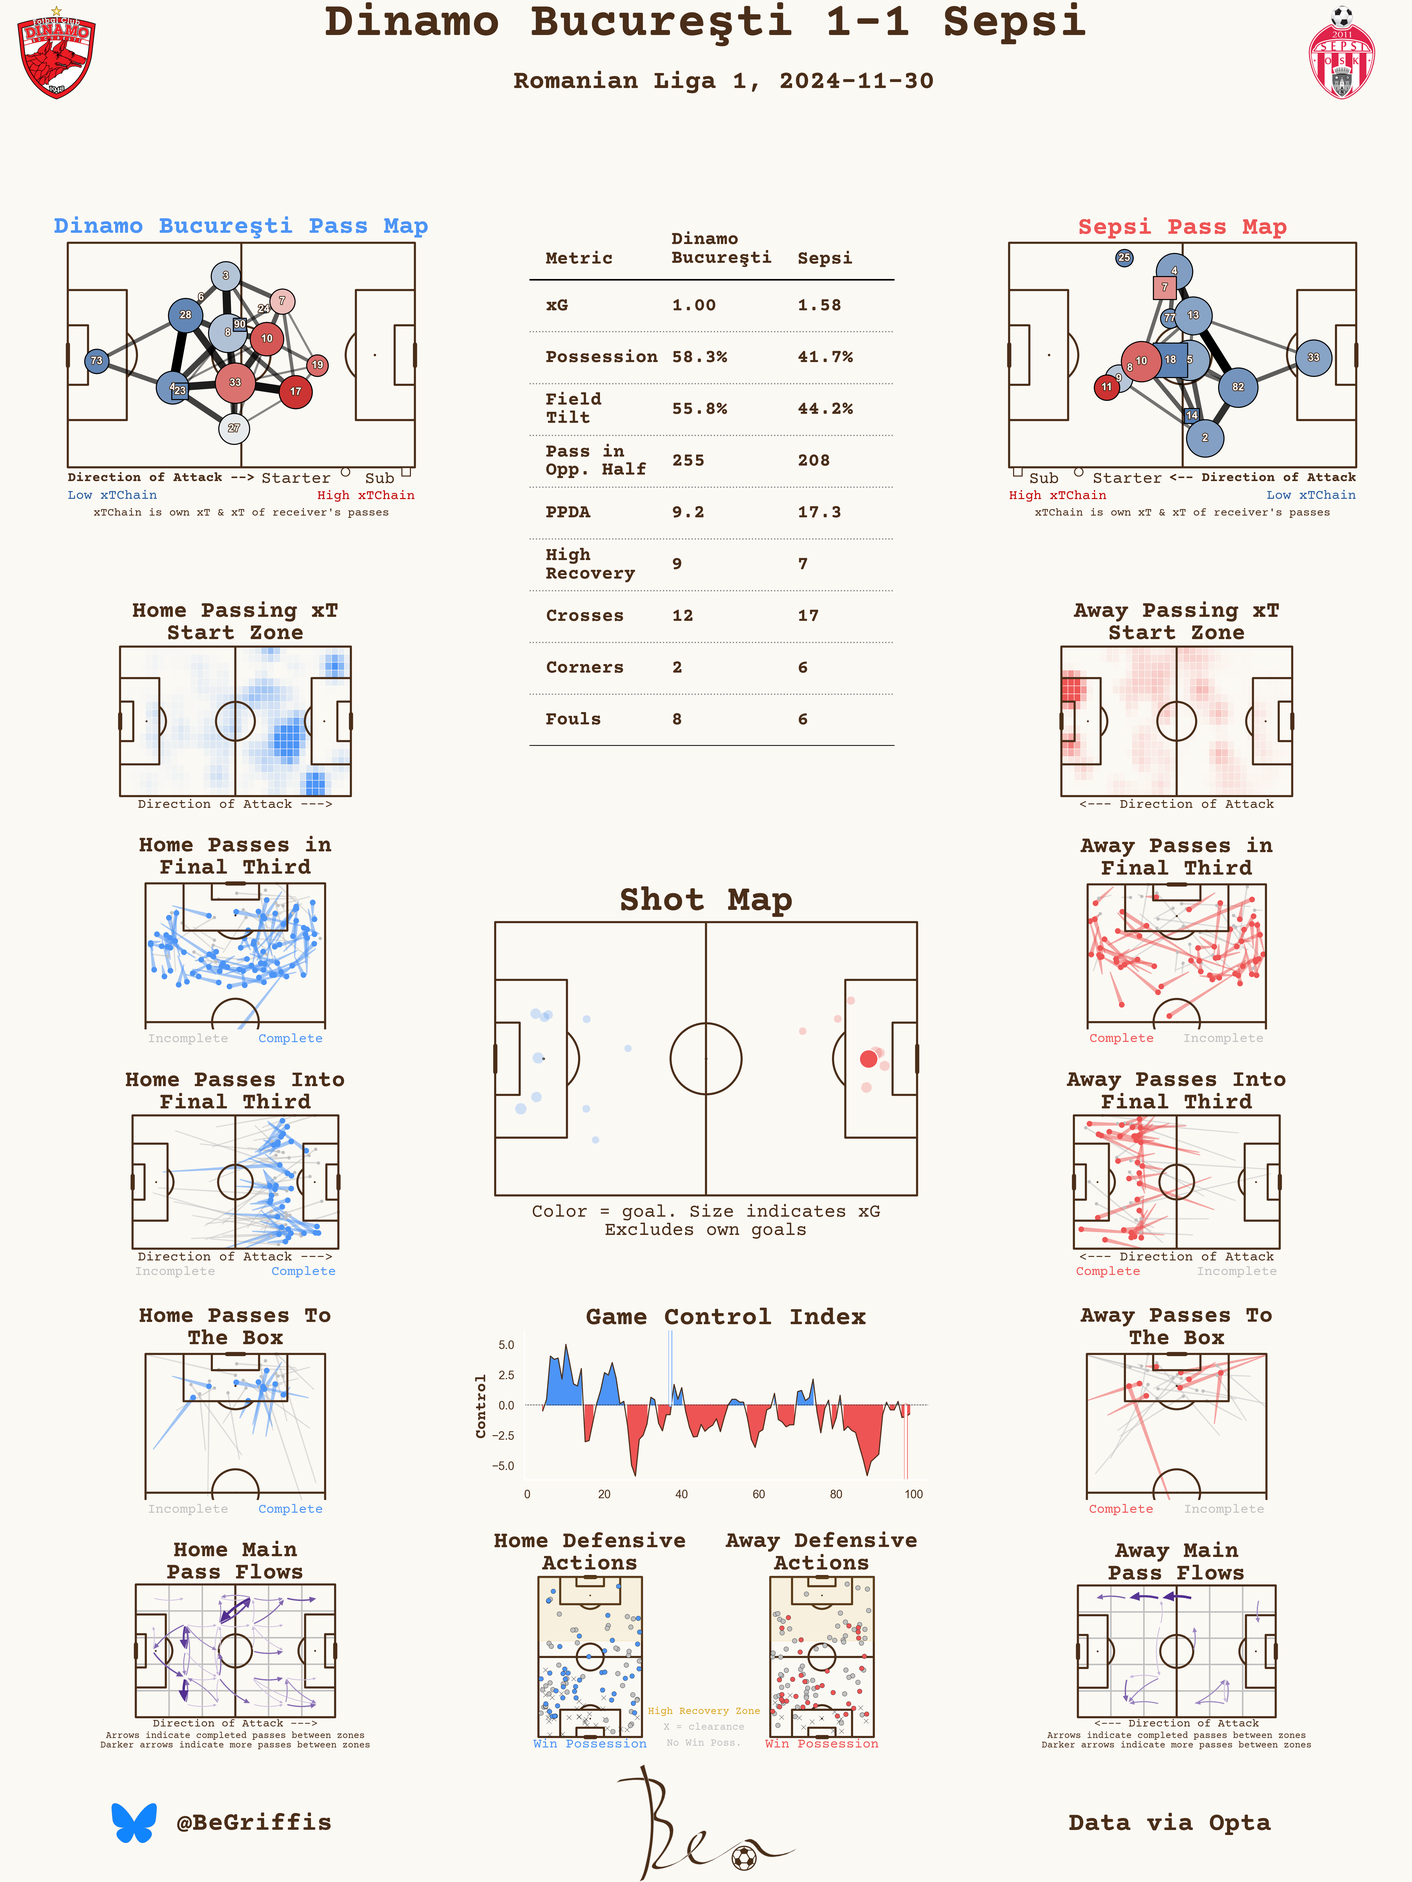 Dinamo Bucureşti 1-1 Sepsi
Romanian Liga 1, 2024-11-30
Fotbal Club
DINAMO
BUCUREȘTI
1948
2011
SEPSI
O S K
Dinamo Bucureşti Pass Map
3
6
7
28
24
90
8
10
73
19
4
23
33
17
27
Direction of Attack --> Starter Sub
Low xTChain High xTChain
xTChain is own xT & xT of receiver's passes
Metric Dinamo Bucureşti Sepsi
xG 1.00 1.58
Possession 58.3% 41.7%
Field Tilt 55.8% 44.2%
Pass in Opp. Half 255 208
PPDA 9.2 17.3
High Recovery 9 7
Crosses 12 17
Corners 2 6
Fouls 8 6
Sepsi Pass Map
25
4
7
77
13
10
18
5
33
8
9
11
82
14
2
Sub Starter <-- Direction of Attack
High xTChain Low xTChain
xTChain is own xT & xT of receiver's passes
Home Passing xT
Start Zone
Direction of Attack --->
Away Passing xT
Start Zone
<--- Direction of Attack
Home Passes in
Final Third
Incomplete Complete
Away Passes in
Final Third
Complete Incomplete
Shot Map
Color = goal. Size indicates xG
Excludes own goals
Home Passes Into
Final Third
Direction of Attack --->
Incomplete Complete
Away Passes Into
Final Third
<--- Direction of Attack
Complete Incomplete
Home Passes To
The Box
Incomplete Complete
Game Control Index
Control
5.0
2.5
0.0
−2.5
−5.0
0 20 40 60 80 100
Away Passes To
The Box
Complete Incomplete
Home Main
Pass Flows
Direction of Attack --->
Arrows indicate completed passes between zones
Darker arrows indicate more passes between zones
Home Defensive
Actions
Win Possession
High Recovery Zone
X = clearance
No Win Poss.
Away Defensive
Actions
Win Possession
Away Main
Pass Flows
<--- Direction of Attack
Arrows indicate completed passes between zones
Darker arrows indicate more passes between zones
@BeGriffis
Ben
Data via Opta